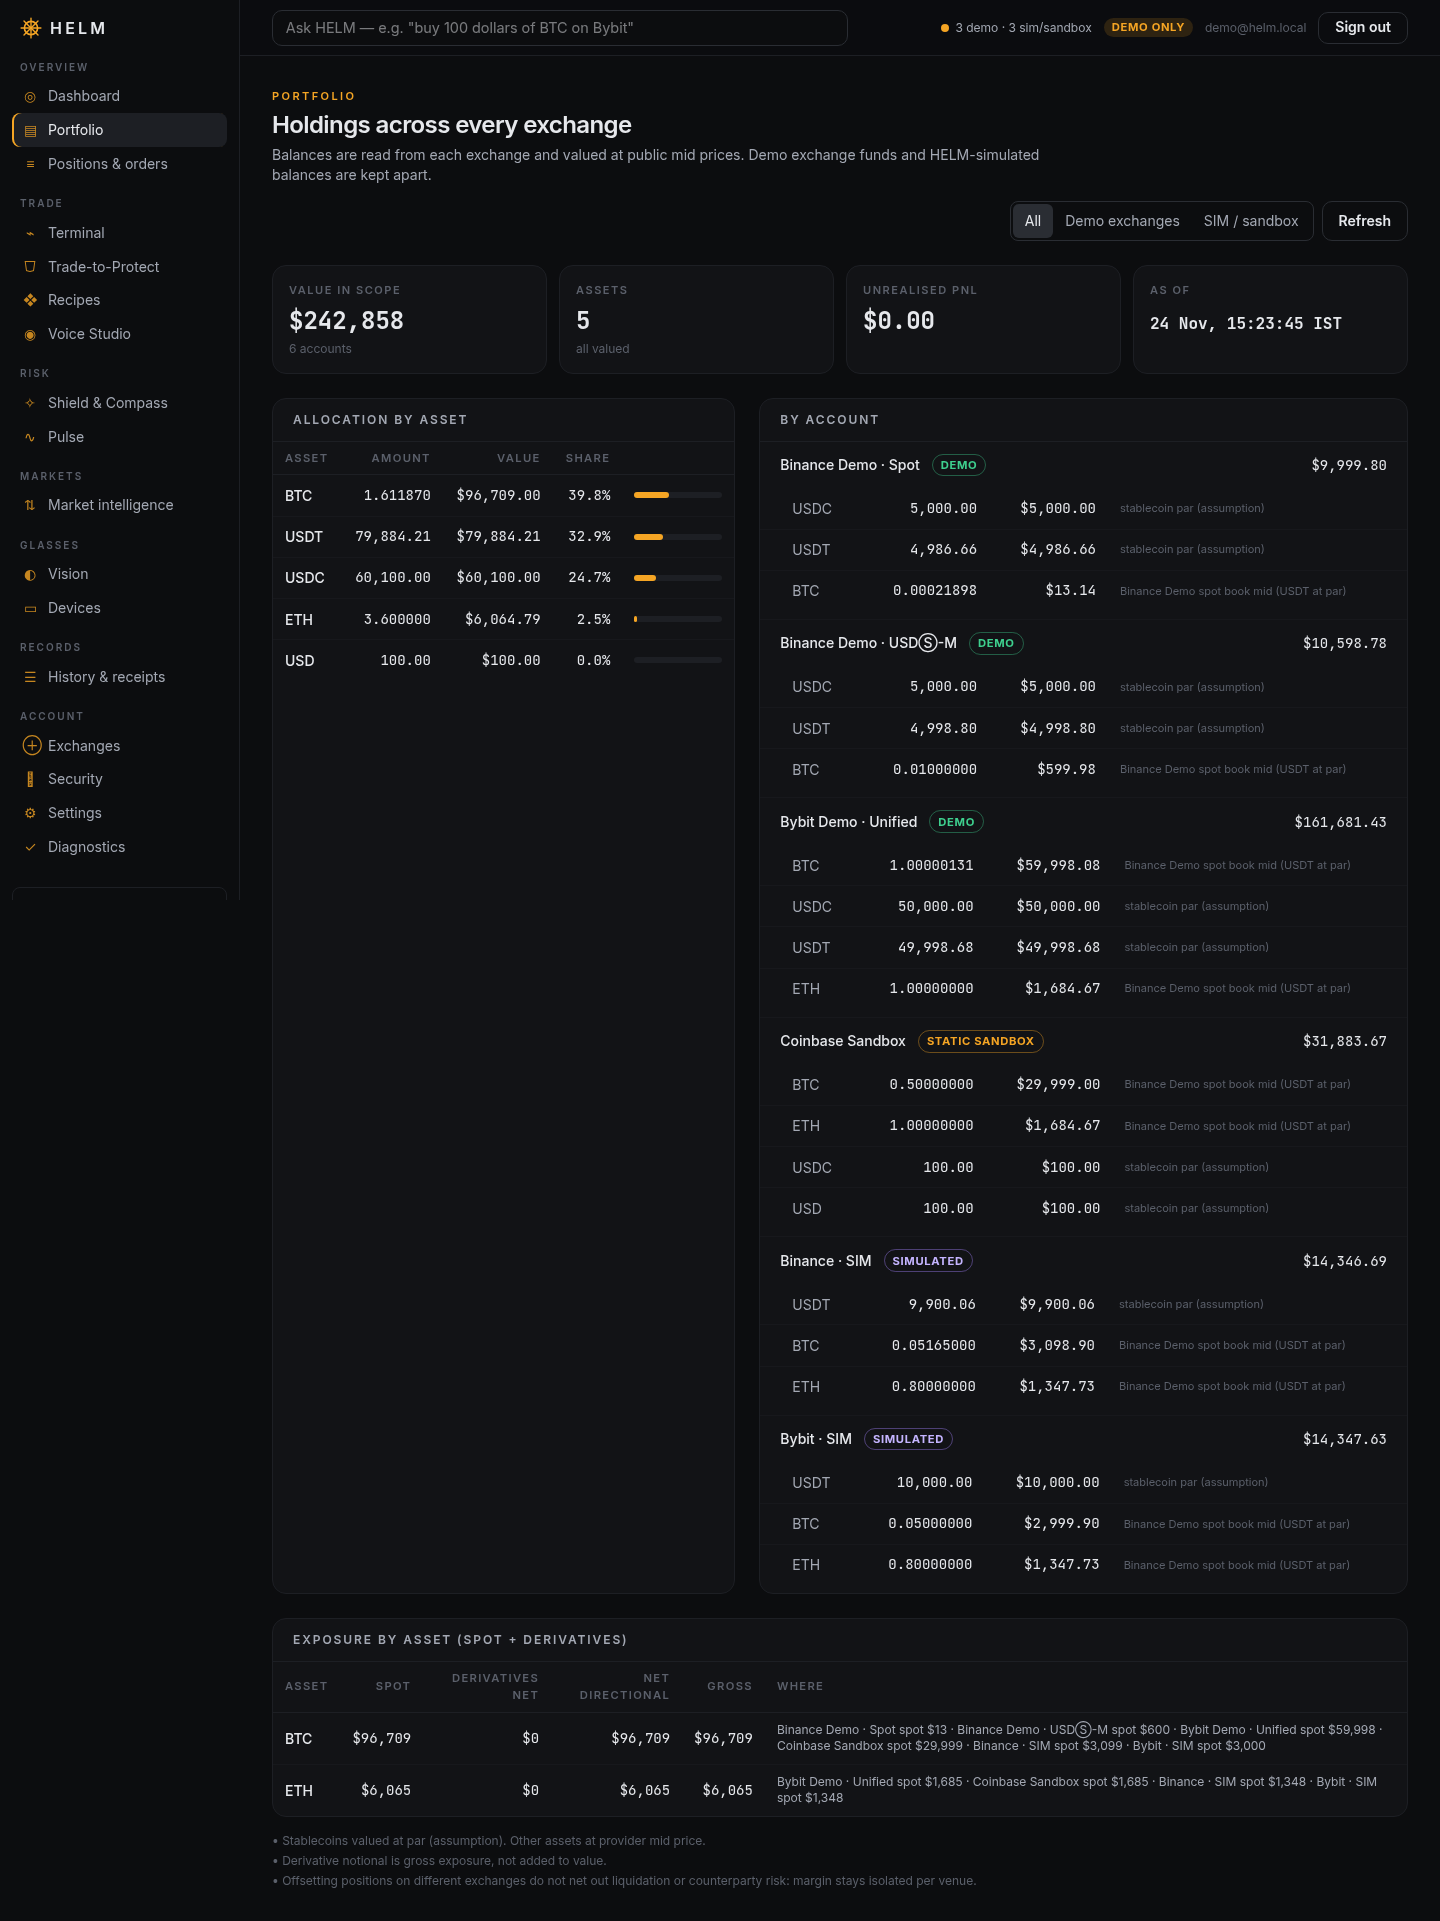 HELM
Ask HELM — e.g. "buy 100 dollars of BTC on Bybit"
3 demo · 3 sim/sandbox
DEMO ONLY
demo@helm.local
Sign out
OVERVIEW
Dashboard
Portfolio
Positions & orders
TRADE
Terminal
Trade-to-Protect
Recipes
Voice Studio
RISK
Shield & Compass
Pulse
MARKETS
Market intelligence
GLASSES
Vision
Devices
RECORDS
History & receipts
ACCOUNT
Exchanges
Security
Settings
Diagnostics
PORTFOLIO
Holdings across every exchange
Balances are read from each exchange and valued at public mid prices. Demo exchange funds and HELM-simulated
balances are kept apart.
All Demo exchanges SIM / sandbox Refresh
VALUE IN SCOPE
$242,858
6 accounts
ASSETS
5
all valued
UNREALISED PNL
$0.00
AS OF
24 Nov, 15:23:45 IST
ALLOCATION BY ASSET
ASSET AMOUNT VALUE SHARE
BTC 1.611870 $96,709.00 39.8%
USDT 79,884.21 $79,884.21 32.9%
USDC 60,100.00 $60,100.00 24.7%
ETH 3.600000 $6,064.79 2.5%
USD 100.00 $100.00 0.0%
BY ACCOUNT
Binance Demo · Spot DEMO $9,999.80
USDC 5,000.00 $5,000.00 stablecoin par (assumption)
USDT 4,986.66 $4,986.66 stablecoin par (assumption)
BTC 0.00021898 $13.14 Binance Demo spot book mid (USDT at par)
Binance Demo · USDⓈ-M DEMO $10,598.78
USDC 5,000.00 $5,000.00 stablecoin par (assumption)
USDT 4,998.80 $4,998.80 stablecoin par (assumption)
BTC 0.01000000 $599.98 Binance Demo spot book mid (USDT at par)
Bybit Demo · Unified DEMO $161,681.43
BTC 1.00000131 $59,998.08 Binance Demo spot book mid (USDT at par)
USDC 50,000.00 $50,000.00 stablecoin par (assumption)
USDT 49,998.68 $49,998.68 stablecoin par (assumption)
ETH 1.00000000 $1,684.67 Binance Demo spot book mid (USDT at par)
Coinbase Sandbox STATIC SANDBOX $31,883.67
BTC 0.50000000 $29,999.00 Binance Demo spot book mid (USDT at par)
ETH 1.00000000 $1,684.67 Binance Demo spot book mid (USDT at par)
USDC 100.00 $100.00 stablecoin par (assumption)
USD 100.00 $100.00 stablecoin par (assumption)
Binance · SIM SIMULATED $14,346.69
USDT 9,900.06 $9,900.06 stablecoin par (assumption)
BTC 0.05165000 $3,098.90 Binance Demo spot book mid (USDT at par)
ETH 0.80000000 $1,347.73 Binance Demo spot book mid (USDT at par)
Bybit · SIM SIMULATED $14,347.63
USDT 10,000.00 $10,000.00 stablecoin par (assumption)
BTC 0.05000000 $2,999.90 Binance Demo spot book mid (USDT at par)
ETH 0.80000000 $1,347.73 Binance Demo spot book mid (USDT at par)
EXPOSURE BY ASSET (SPOT + DERIVATIVES)
ASSET SPOT DERIVATIVES NET NET DIRECTIONAL GROSS WHERE
BTC $96,709 $0 $96,709 $96,709 Binance Demo · Spot spot $13 · Binance Demo · USDⓈ-M spot $600 · Bybit Demo · Unified spot $59,998 ·
Coinbase Sandbox spot $29,999 · Binance · SIM spot $3,099 · Bybit · SIM spot $3,000
ETH $6,065 $0 $6,065 $6,065 Bybit Demo · Unified spot $1,685 · Coinbase Sandbox spot $1,685 · Binance · SIM spot $1,348 · Bybit · SIM
spot $1,348
• Stablecoins valued at par (assumption). Other assets at provider mid price.
• Derivative notional is gross exposure, not added to value.
• Offsetting positions on different exchanges do not net out liquidation or counterparty risk: margin stays isolated per venue.